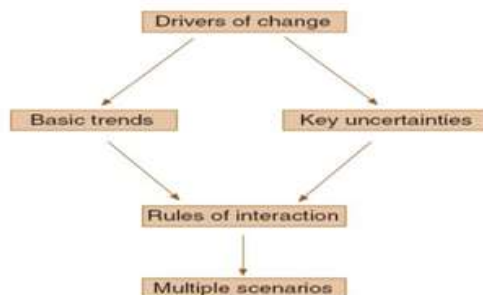 Drivers of change
Basic trends
Key uncertainties
Rules of interaction
Multiple scenarios